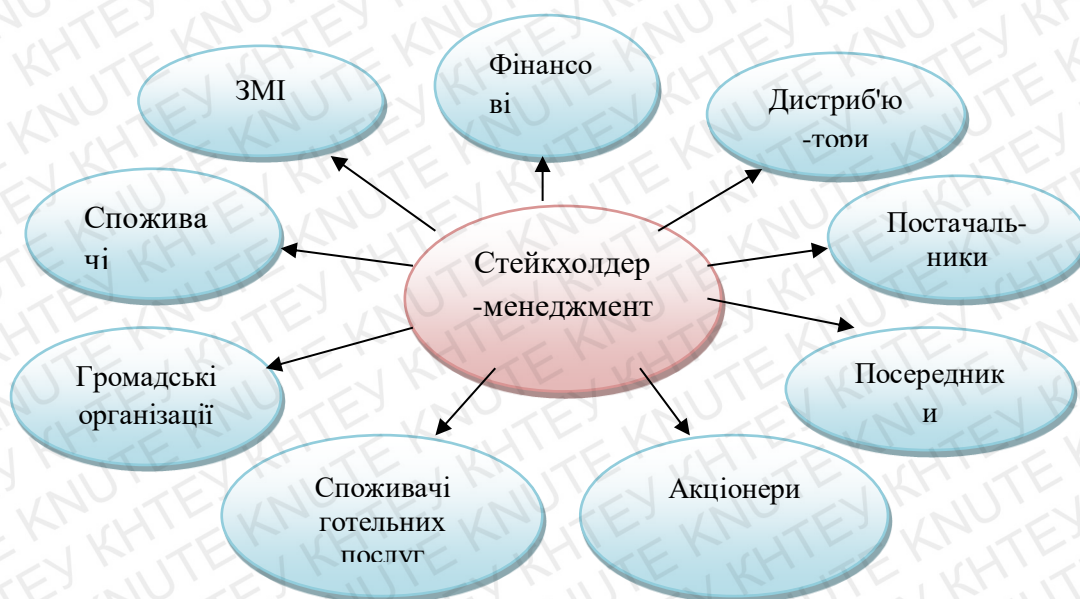 ЗМІ
Фінансо
ві
Дистриб'ю
-тори
Спожива
чі
Постачаль-
ники
Стейкхолдер
-менеджмент
Громадські
організації
Посередник
и
Споживачі
готельних
послуг
Акціонери